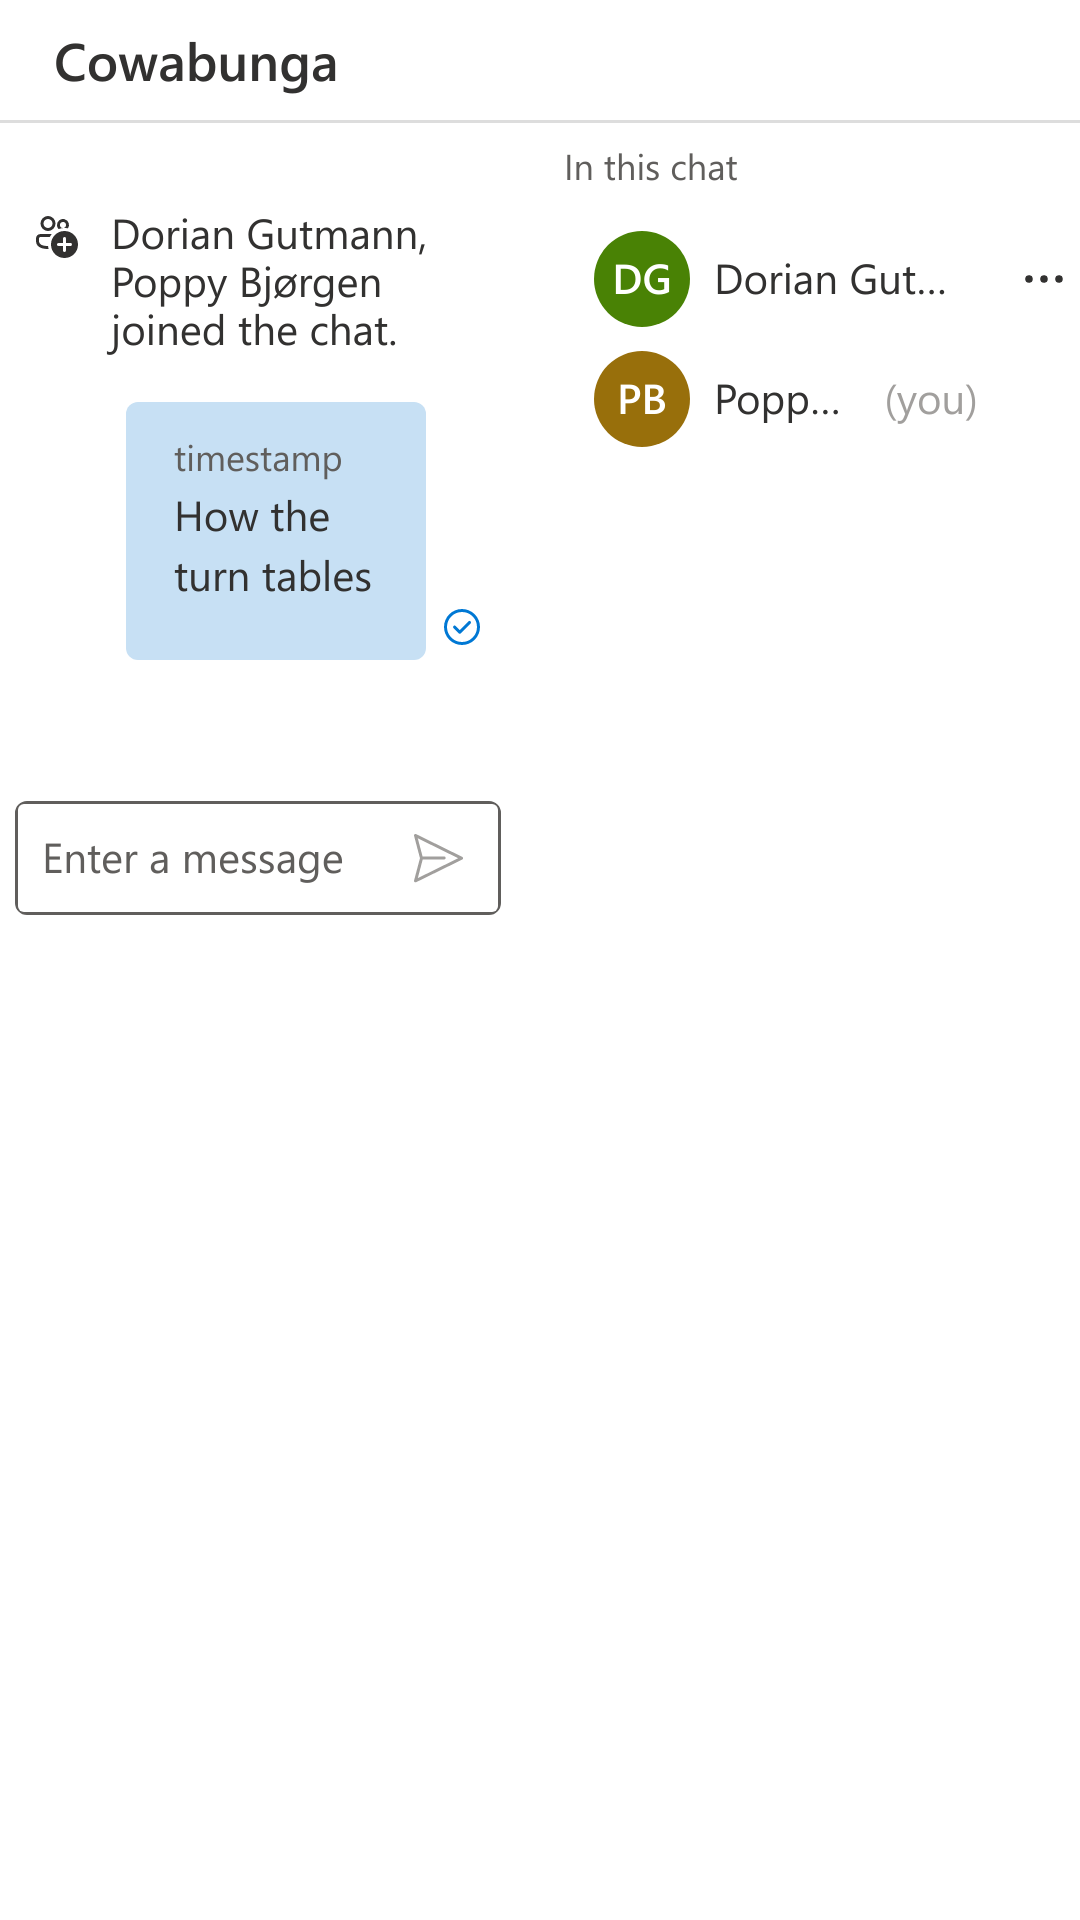 Cowabunga
Dorian Gutmann,
Poppy Bjørgen
joined the chat.
timestamp
How the
turn tables
Enter a message
In this chat
DG Dorian Gut...
PB Popp... (you)